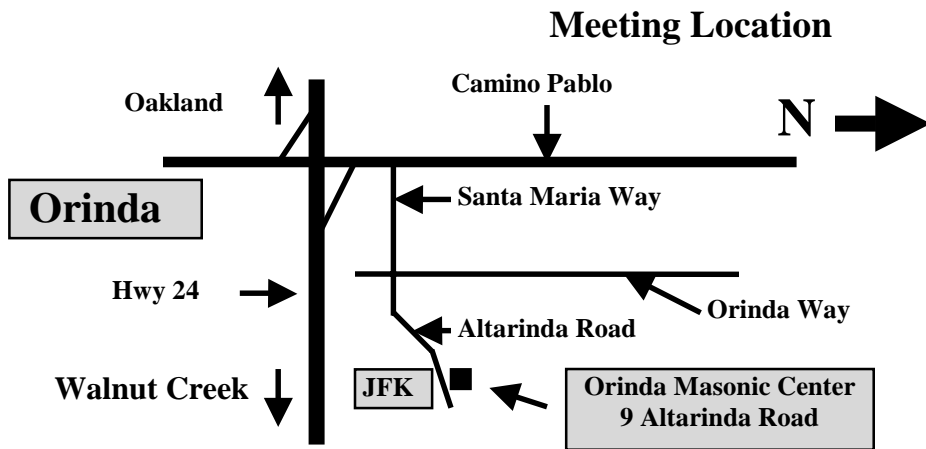 Meeting Location
Oakland
Camino Pablo
N
Orinda
Santa Maria Way
Hwy 24
Orinda Way
Altarinda Road
Walnut Creek
JFK
Orinda Masonic Center
9 Altarinda Road